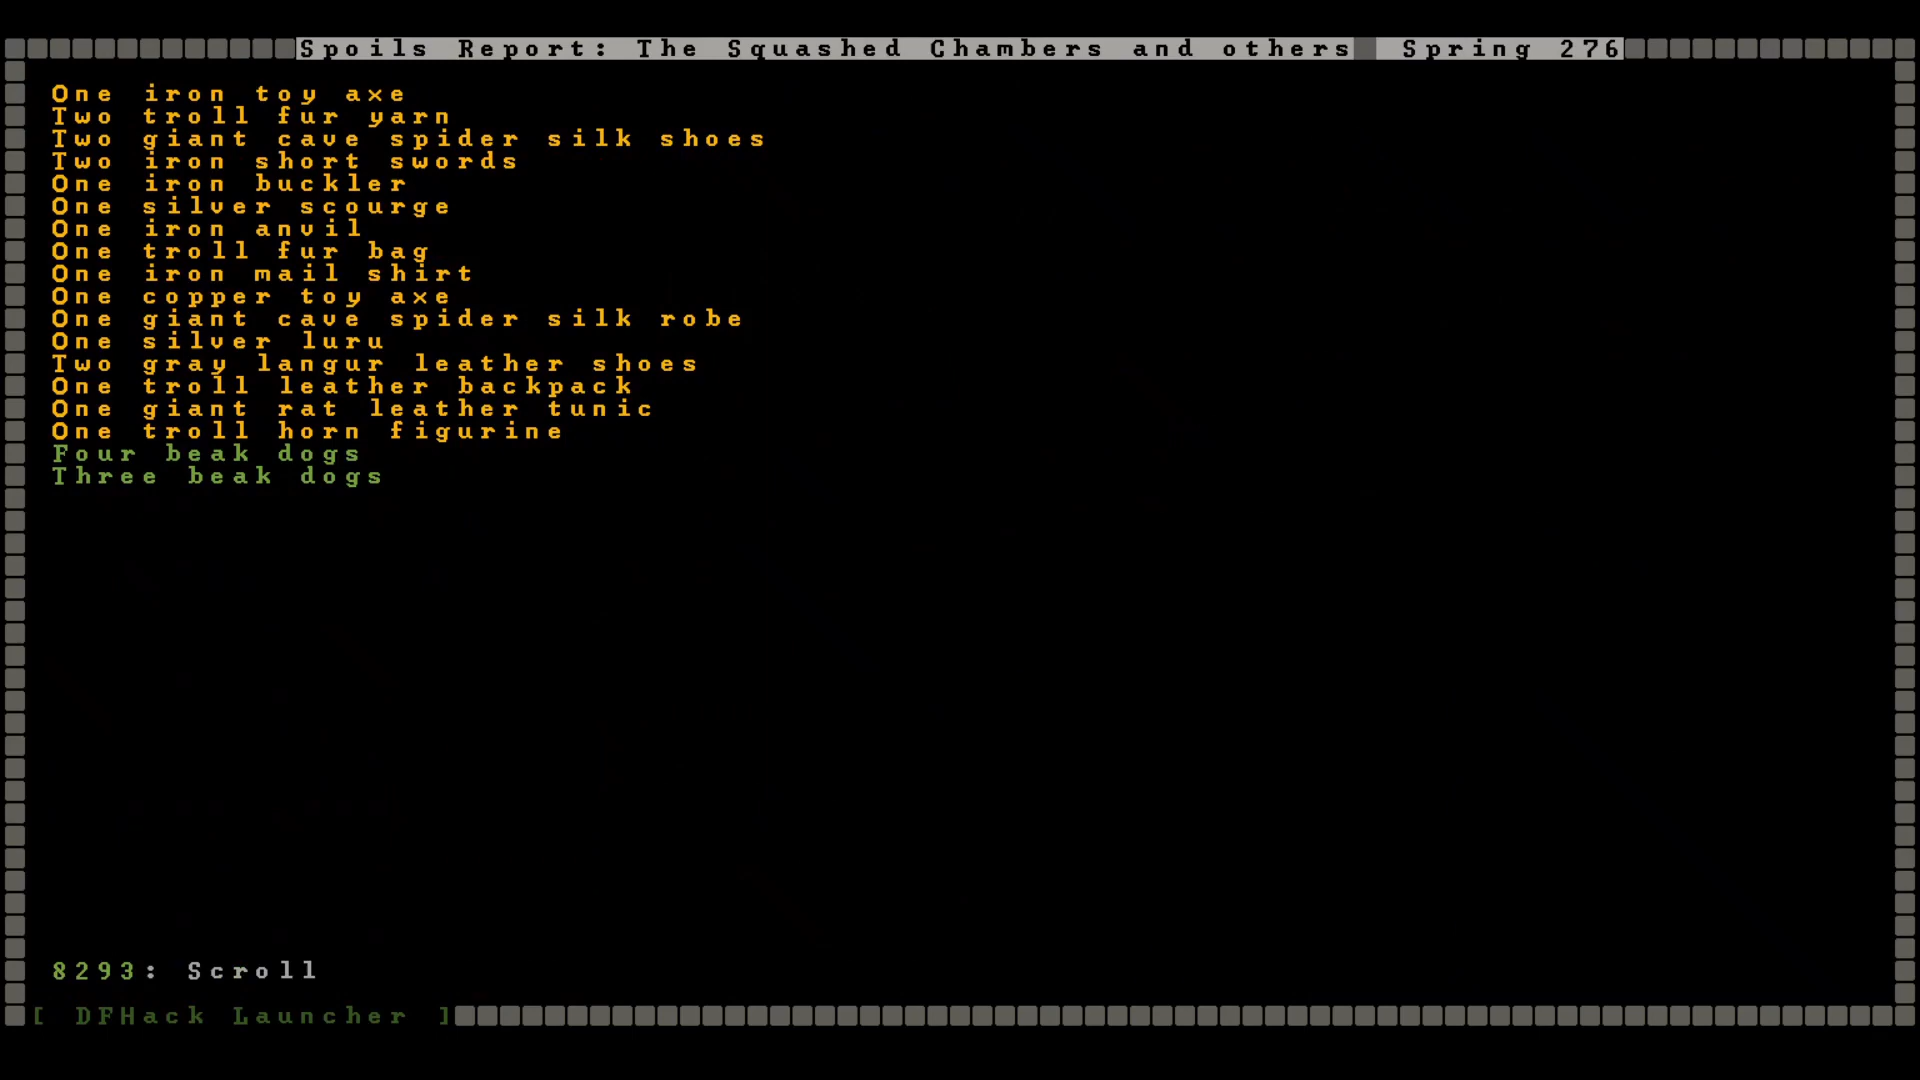 Spoils Report: The Squashed Chambers and others Spring 276
One iron toy axe
Two troll fur yarn
Two giant cave spider silk shoes
Two iron short swords
One iron buckler
One silver scourge
One iron anvil
One troll fur bag
One iron mail shirt
One copper toy axe
One giant cave spider silk robe
One silver luru
Two gray langur leather shoes
One troll leather backpack
One giant rat leather tunic
One troll horn figurine
Four beak dogs
Three beak dogs
8293: Scroll
[ DFHack Launcher ]